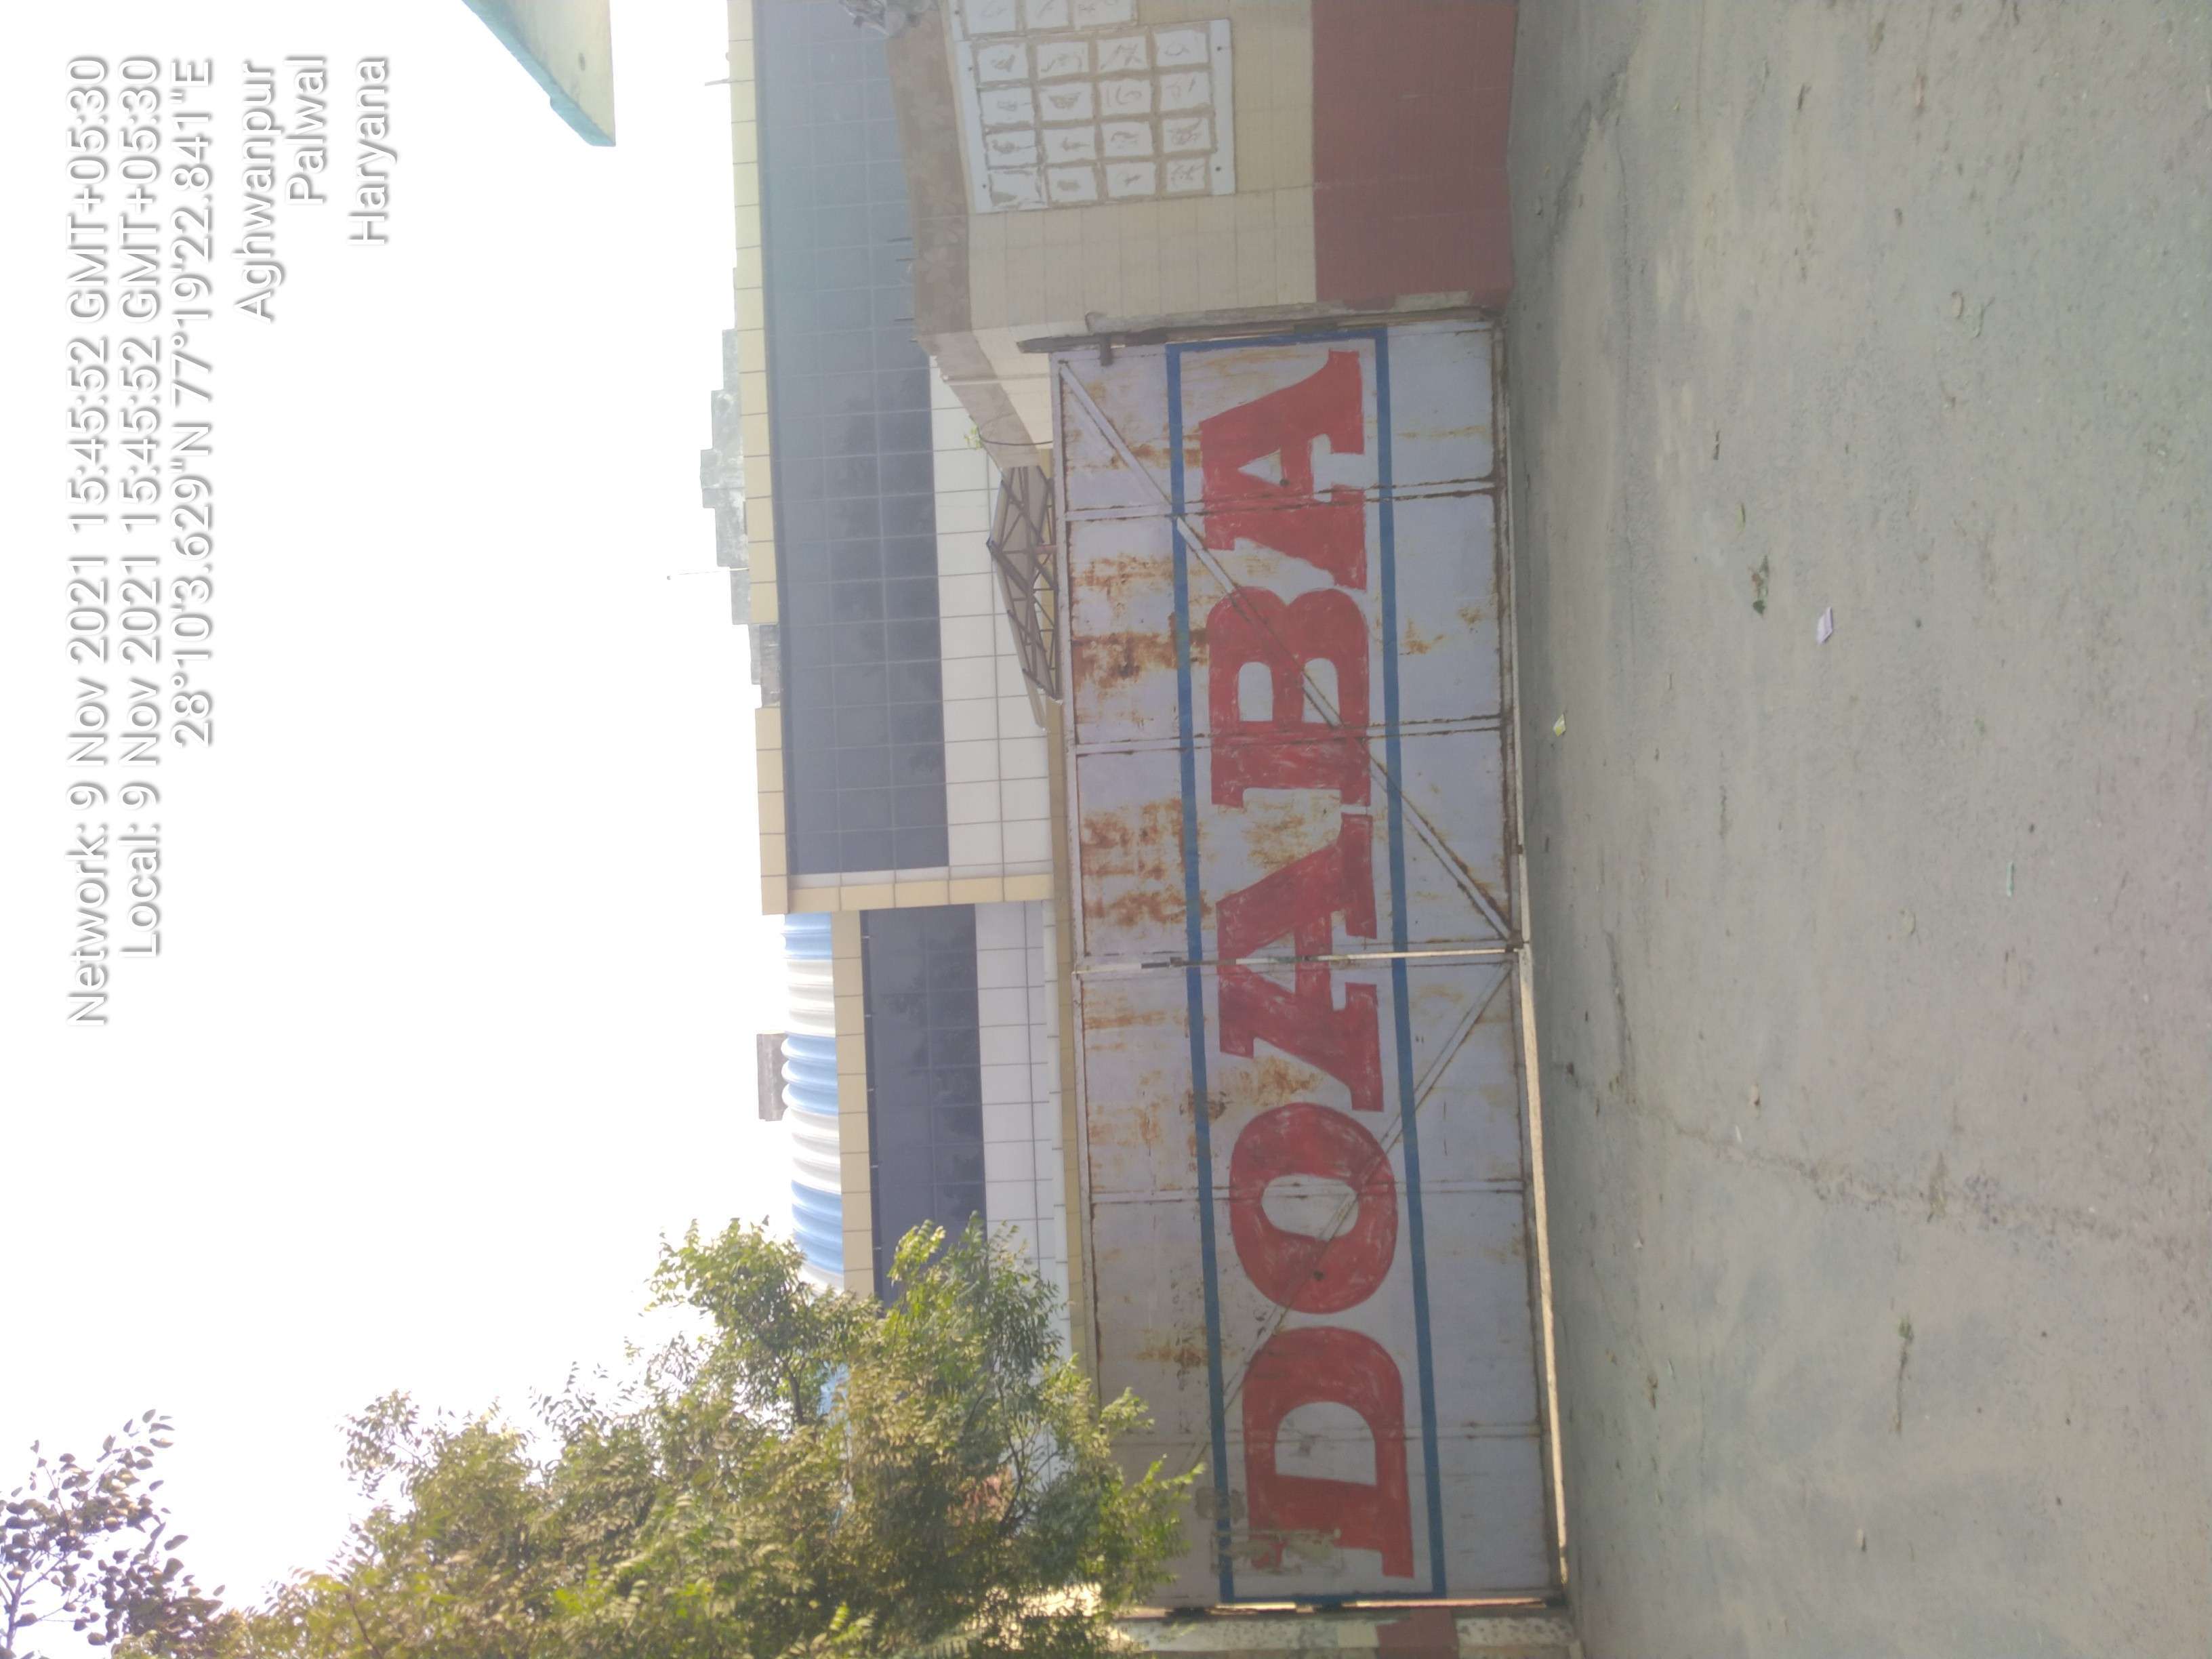 Network: 9 Nov 2021 15:45:52 GMT+05:30
Local: 9 Nov 2021 15:45:52 GMT+05:30
28°10'3.629"N 77°19'22.841"E
Aghwanpur
Palwal
Haryana
DOABA